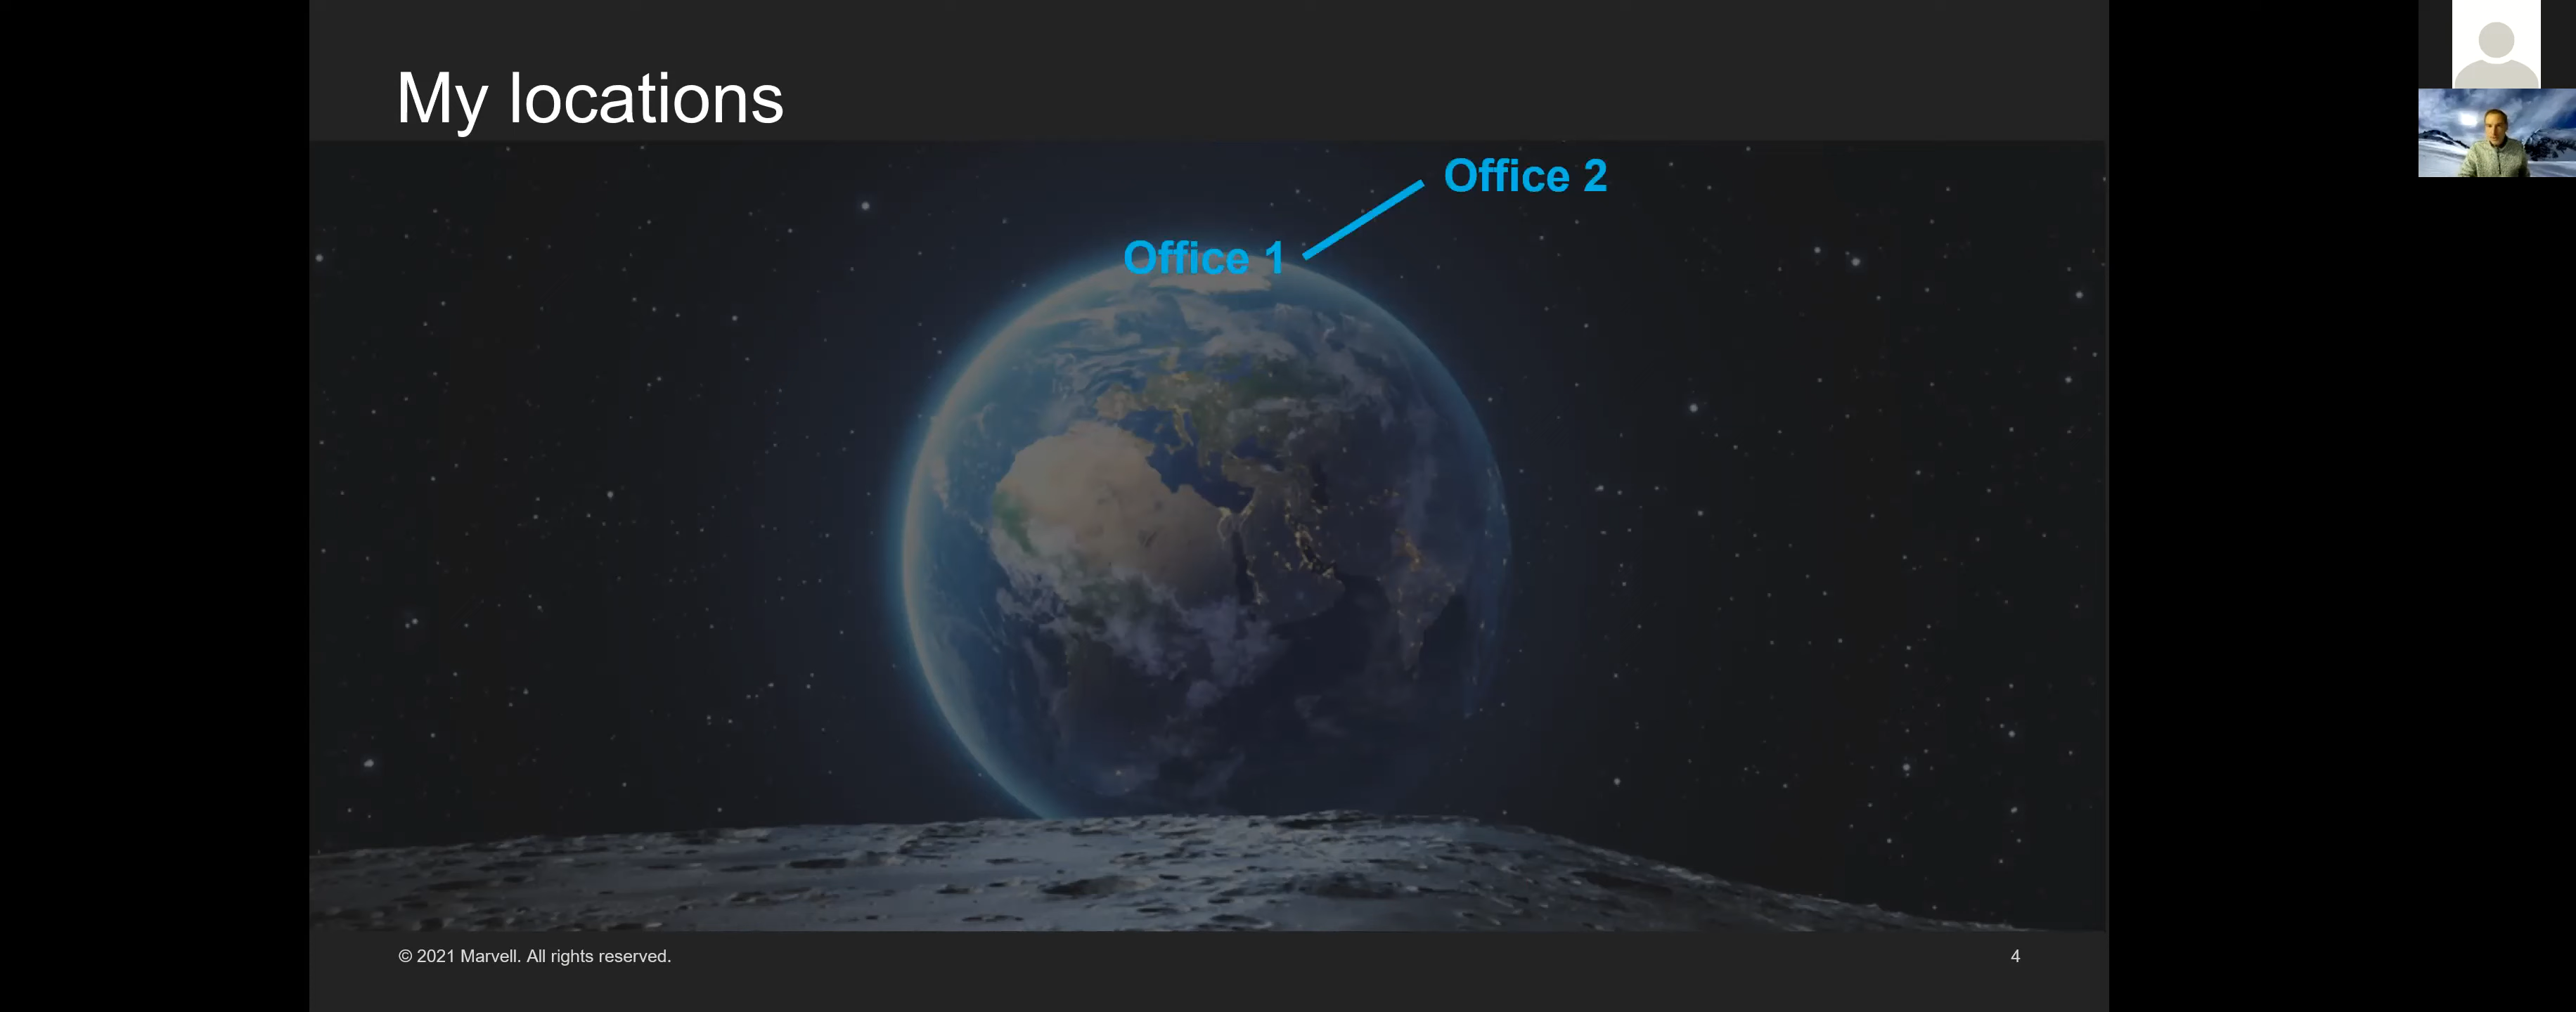 My locations
Office 2
Office 1
© 2021 Marvell. All rights reserved.
4